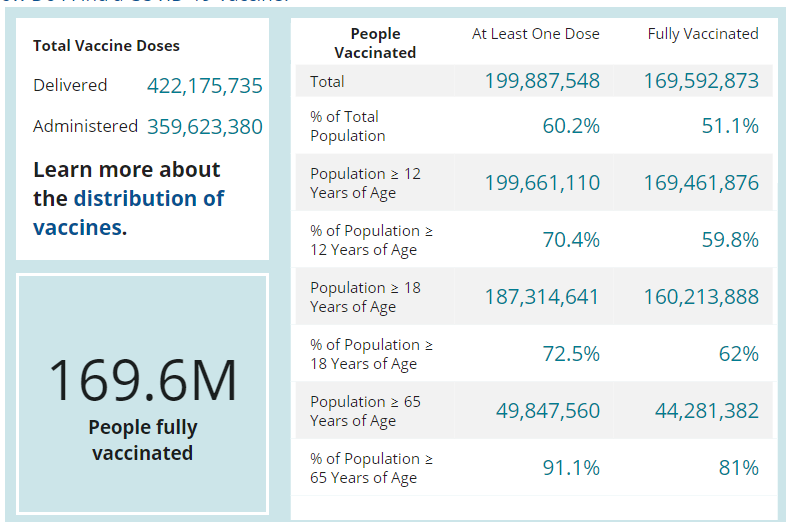 Total Vaccine Doses
Delivered 422,175,735
Administered 359,623,380
Learn more about
the distribution of
vaccines.
169.6M
People fully
vaccinated
People
Vaccinated
At Least One Dose
Fully Vaccinated
Total 199,887,548 169,592,873
% of Total
Population
60.2% 51.1%
Population ≥ 12
Years of Age
199,661,110 169,461,876
% of Population ≥
12 Years of Age
70.4% 59.8%
Population ≥ 18
Years of Age
187,314,641 160,213,888
% of Population ≥
18 Years of Age
72.5% 62%
Population ≥ 65
Years of Age
49,847,560 44,281,382
% of Population ≥
65 Years of Age
91.1% 81%